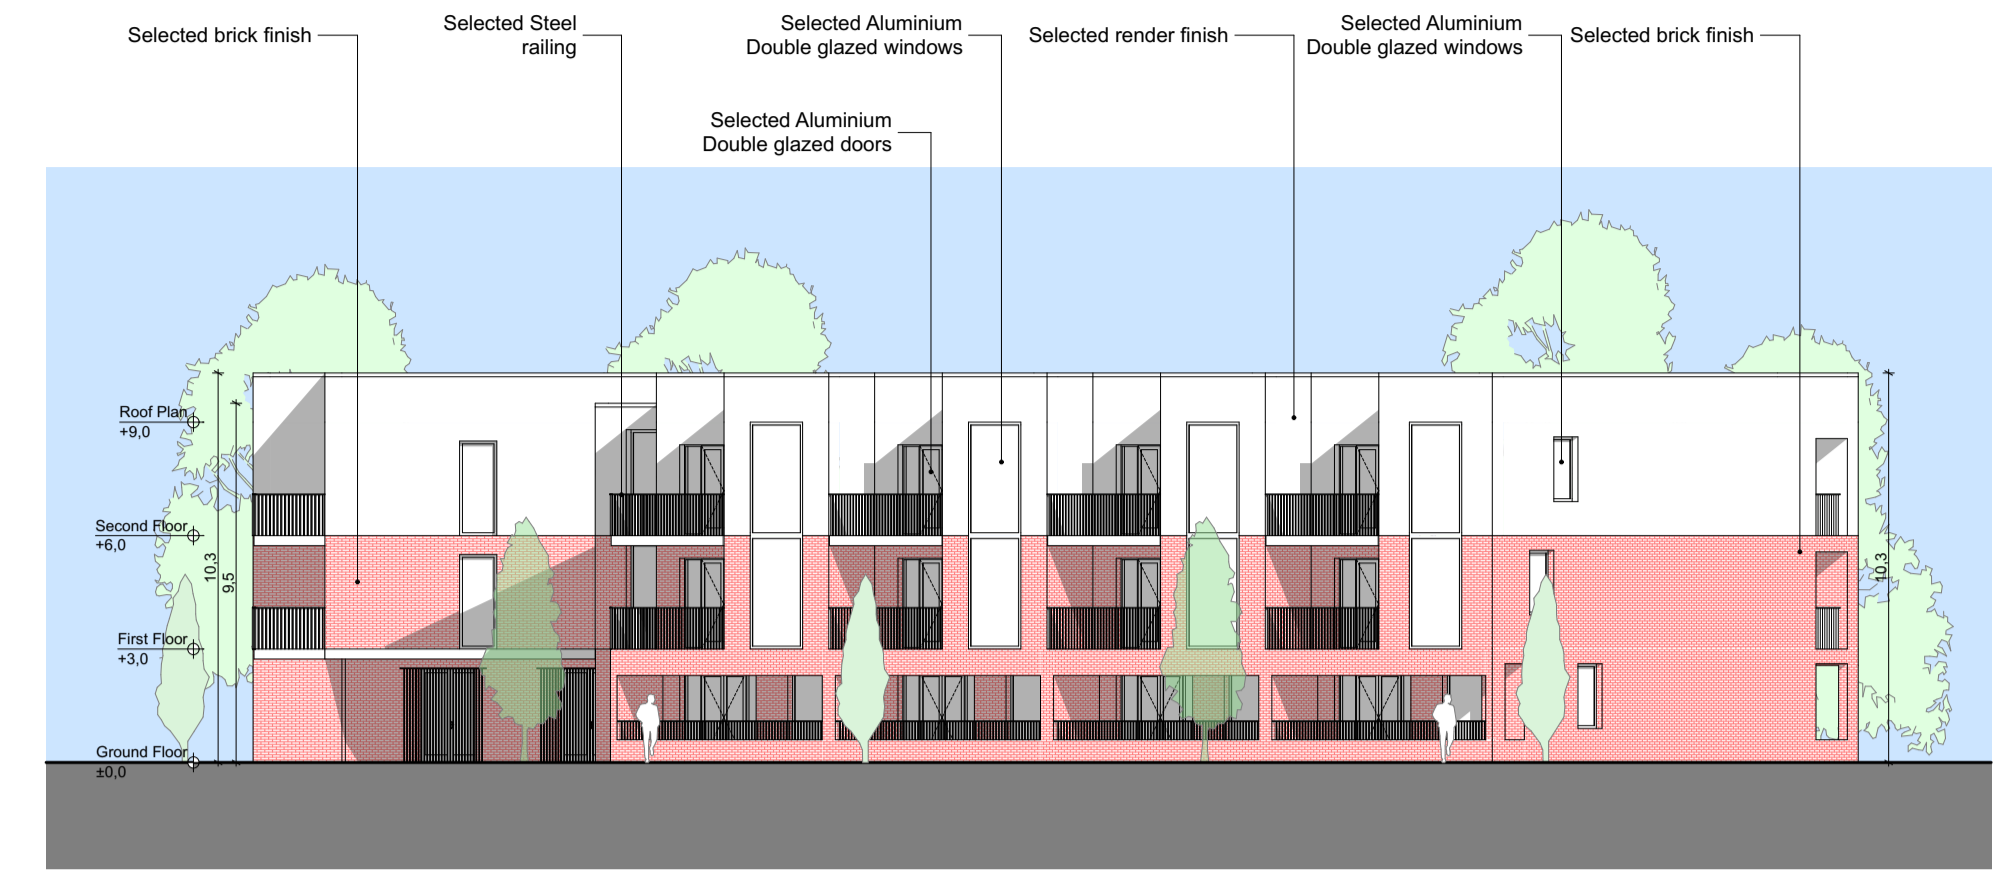 Selected brick finish
Selected Steel
railing
Selected Aluminium
Double glazed windows
Selected render finish
Selected Aluminium
Double glazed windows
Selected brick finish
Selected Aluminium
Double glazed doors
Roof Plan
+9,0
Second Floor
+6,0
10,3
9,5
10,3
First Floor
+3,0
Ground Floor
±0,0